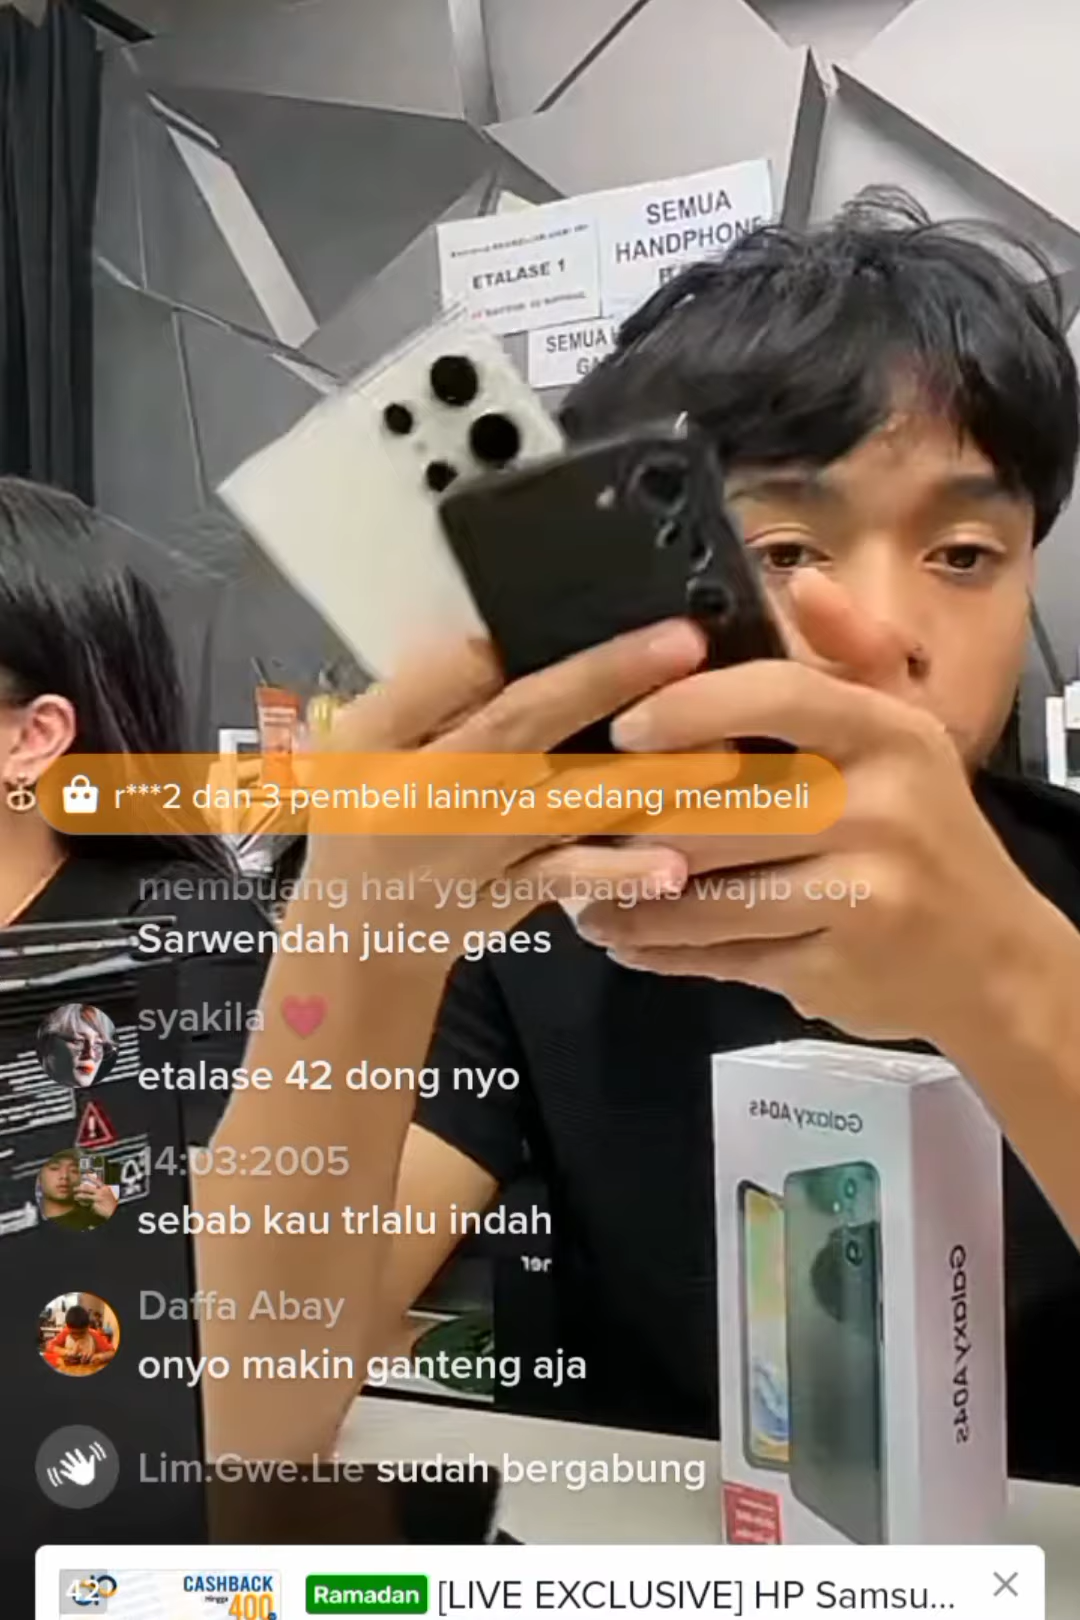 ETALASE 1
SEMUA
HANDPHONE
SEMUA
r***2 dan 3 pembeli lainnya sedang membeli
membuang hal²yg gak bagus wajib cop
Sarwendah juice gaes
syakila
etalase 42 dong nyo
14:03:2005
sebab kau trlalu indah
Daffa Abay
onyo makin ganteng aja
Lim.Gwe.Lie sudah bergabung
Galaxy A04s
Galaxy A04s
42
CASHBACK
Hingga
400
Ramadan [LIVE EXCLUSIVE] HP Samsu...